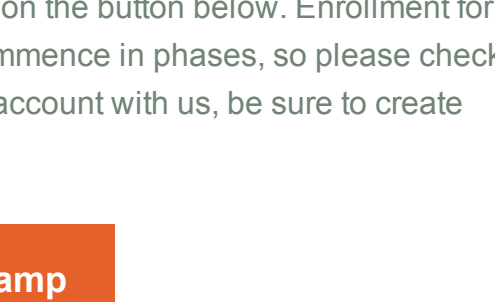 on the button below. Enrollment for
mmence in phases, so please check
account with us, be sure to create
amp